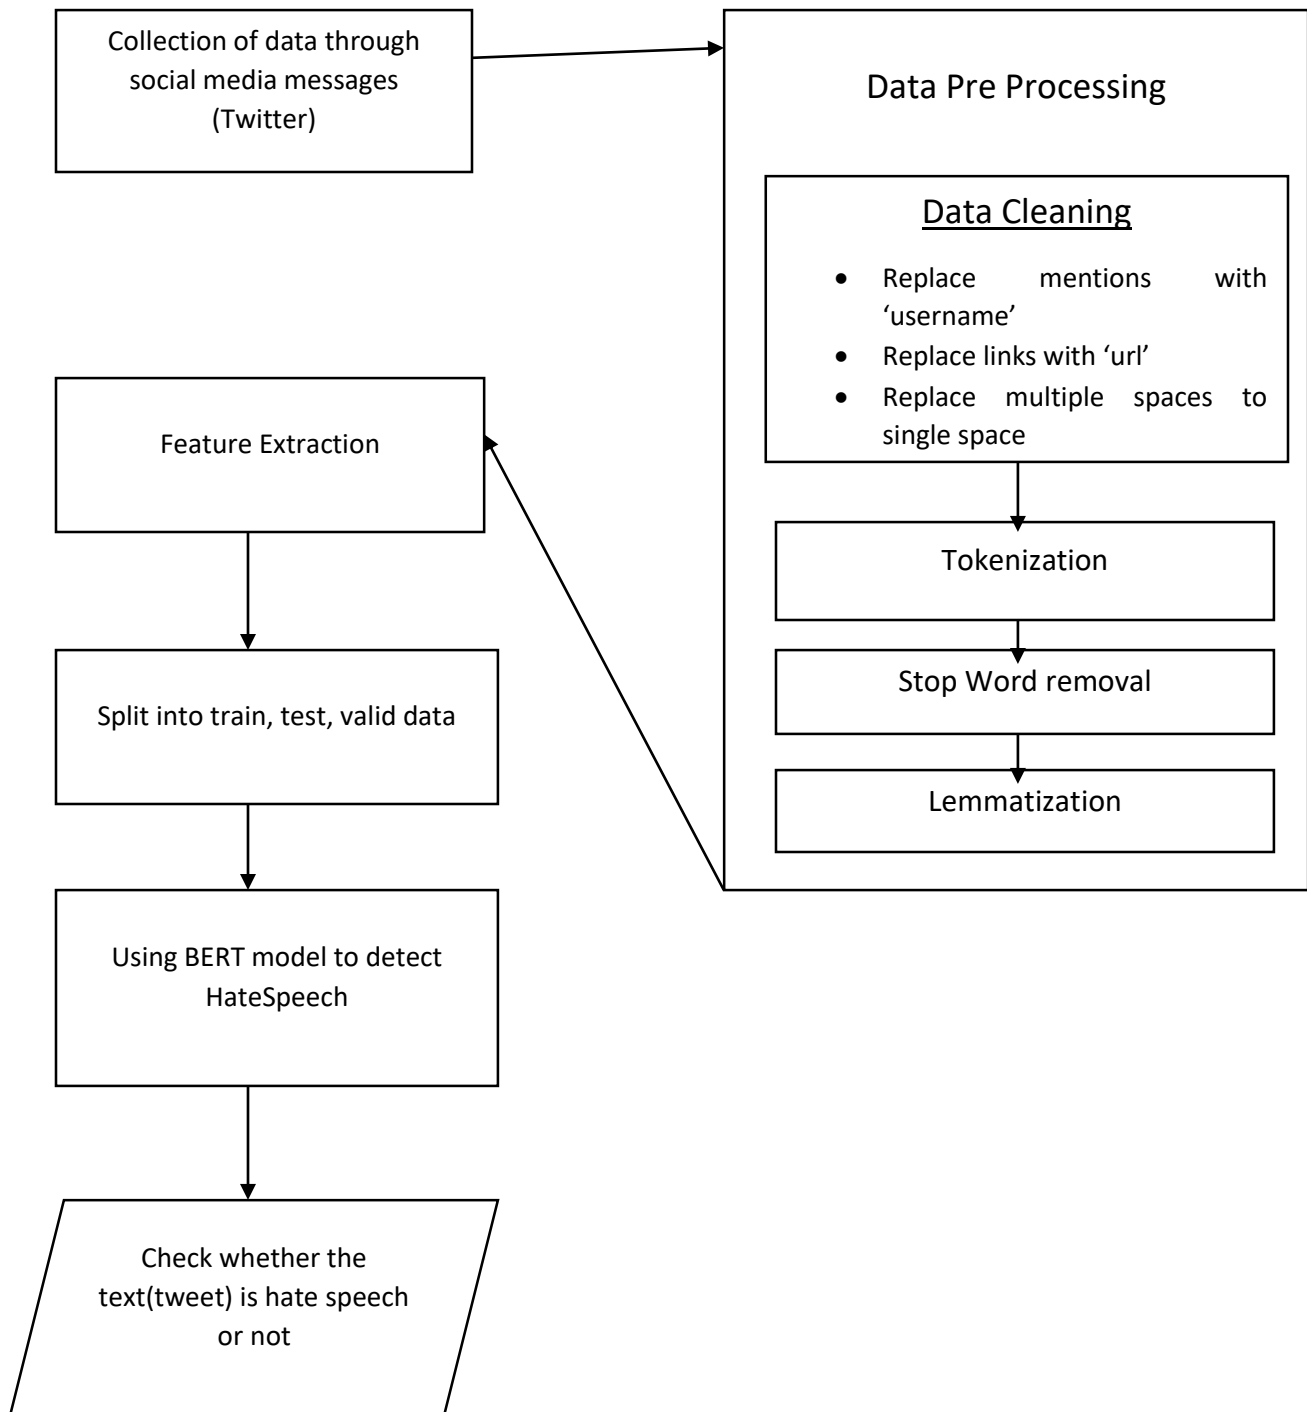 Collection of data through
social media messages
(Twitter)
Data Pre Processing
Data Cleaning
• Replace mentions with
‘username’
• Replace links with ‘url’
• Replace multiple spaces to
single space
Tokenization
Stop Word removal
Lemmatization
Feature Extraction
Split into train, test, valid data
Using BERT model to detect
HateSpeech
Check whether the
text(tweet) is hate speech
or not